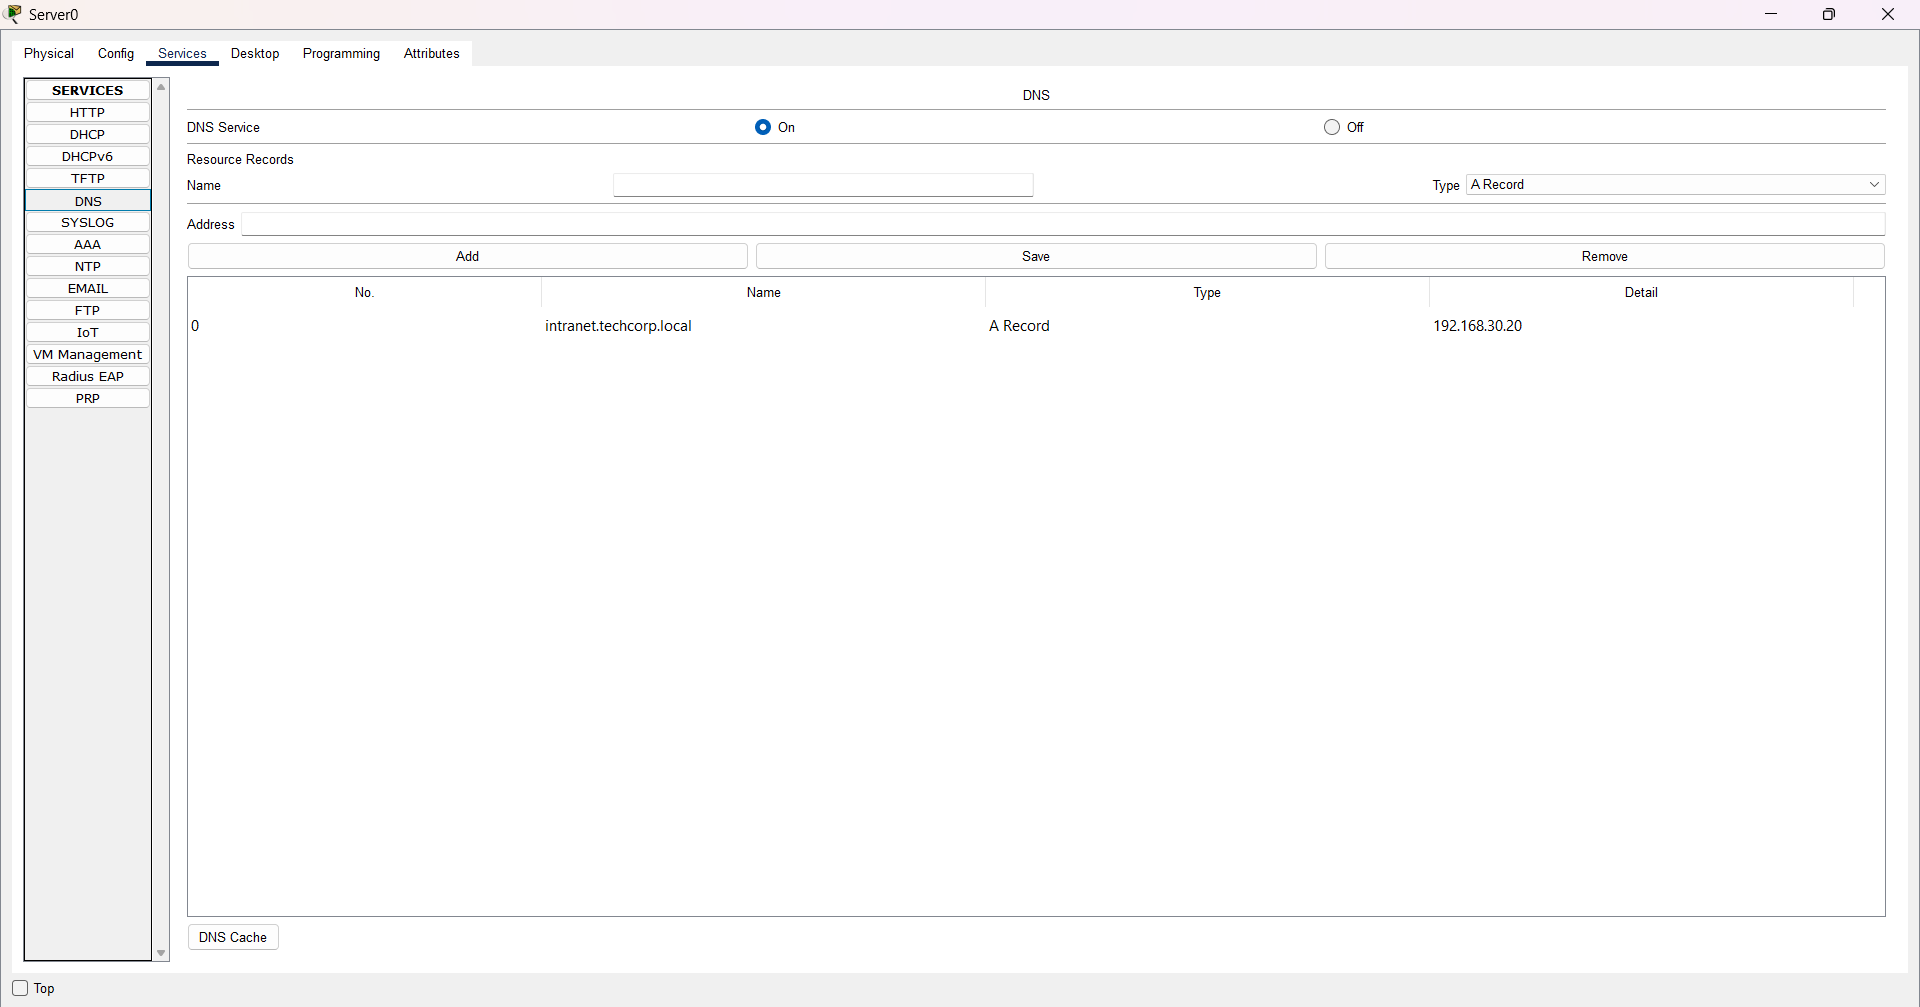 Server0
Physical Config Services Desktop Programming Attributes
SERVICES
HTTP
DHCP
DHCPv6
TFTP
DNS
SYSLOG
AAA
NTP
EMAIL
FTP
IoT
VM Management
Radius EAP
PRP
DNS
DNS Service On Off
Resource Records
Name Type A Record
Address
Add Save Remove
No. Name Type Detail
0 intranet.techcorp.local A Record 192.168.30.20
DNS Cache
Top